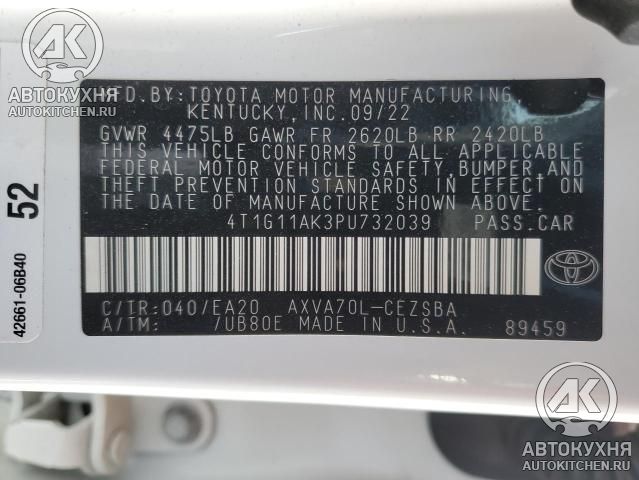 AK
АВТОКУХНЯ
AUTOKITCHEN.RU
MFD.BY: TOYOTA MOTOR MANUFACTURING,
KENTUCKY, INC. 09/22
GVWR 4475LB GAWR FR 2620LB RR 2420LB
THIS VEHICLE CONFORMS TO ALL APPLICABLE
FEDERAL MOTOR VEHICLE SAFETY, BUMPER, AND
THEFT PREVENTION STANDARDS IN EFFECT ON
THE DATE OF MANUFACTURE SHOWN ABOVE.
4T1G11AK3PU732039 PASS.CAR
C/TR:040/EA20 AXVA70L-CEZSBA
A/TM: /UB80E MADE IN U.S.A. 89459
52
42661-06B40
AK
АВТОКУХНЯ
AUTOKITCHEN.RU